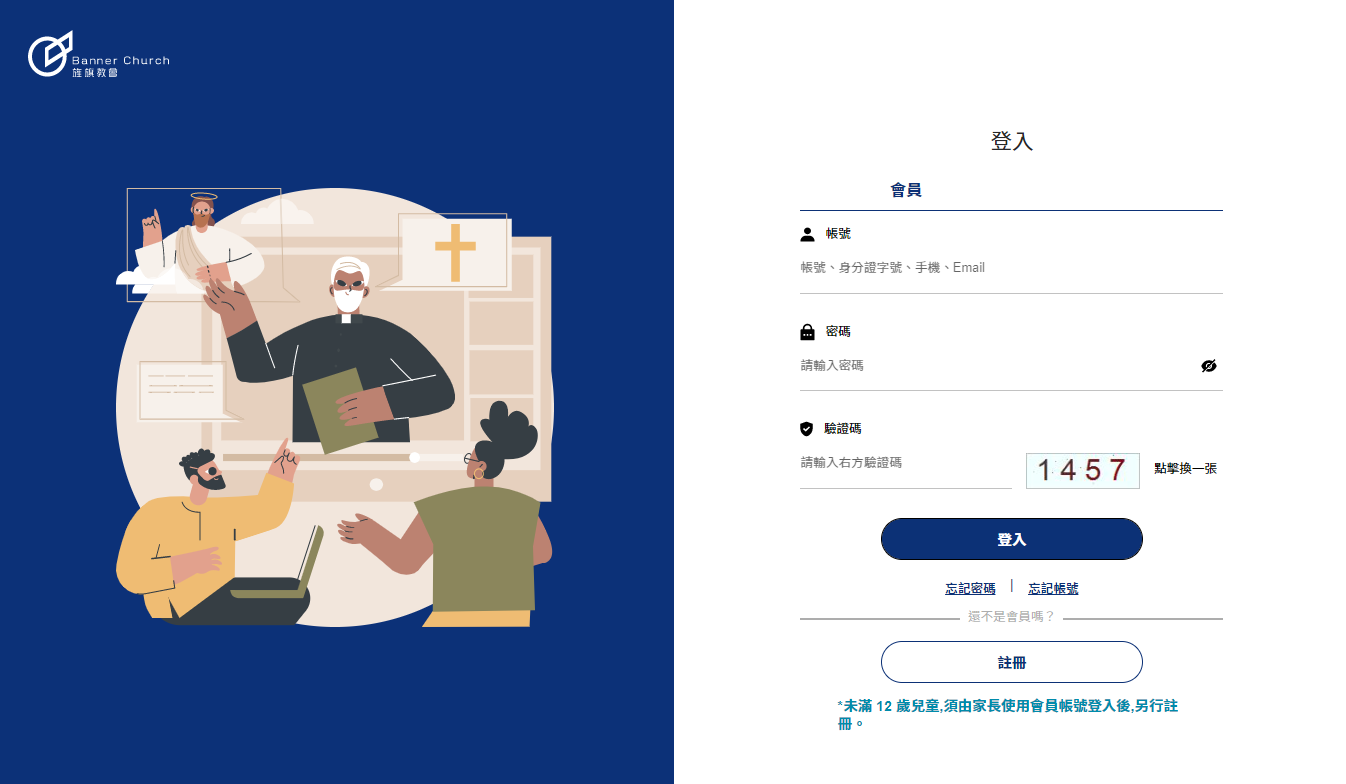 Banner Church
旌旗教會
登入
會員
帳號
帳號、身分證字號、手機、Email
密碼
請輸入密碼
驗證碼
請輸入右方驗證碼
1457
點擊換一張
登入
忘記密碼 | 忘記帳號
還不是會員嗎？
註冊
*未滿 12 歲兒童,須由家長使用會員帳號登入後,另行註
冊。